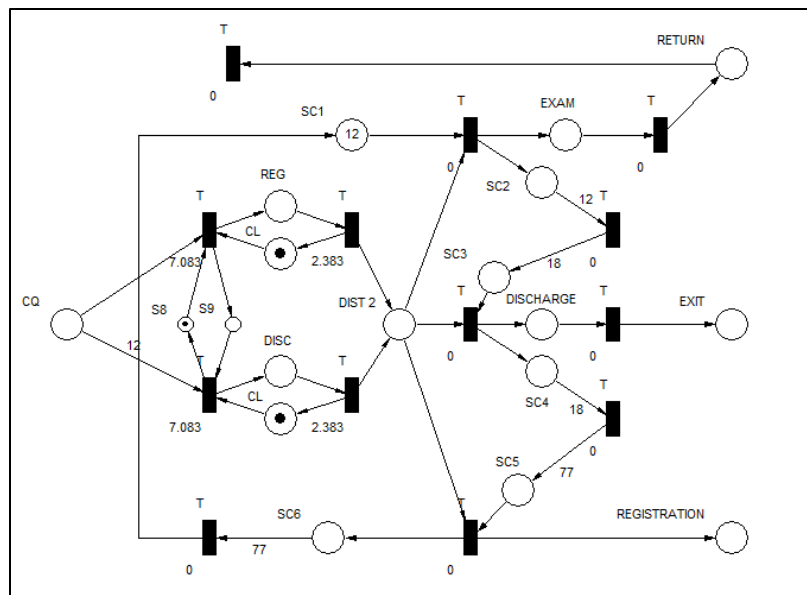 T
RETURN
0
SC1
T
EXAM
T
12
0
0
REG
T
T
SC2
12
T
CL
7.083
2.383
SC3
18
0
CQ
S8
S9
DIST 2
T
DISCHARGE
T
EXIT
12
DISC
0
0
T
T
CL
SC4
18
T
7.083
2.383
0
SC5
77
T
SC6
T
REGISTRATION
77
0
0